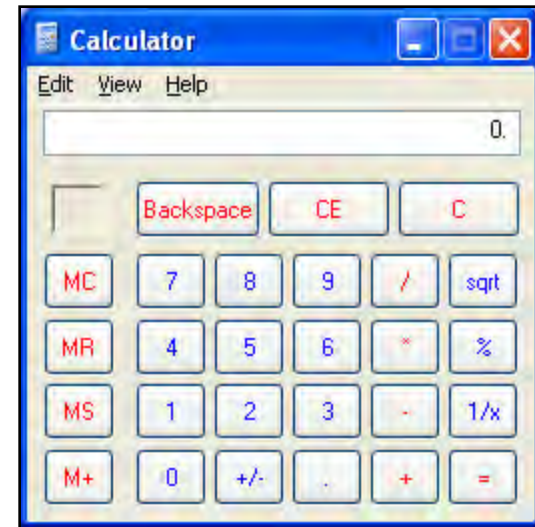 Calculator
Edit View Help
0.
Backspace CE C
MC 7 8 9 / sqrt
MR 4 5 6 * %
MS 1 2 3 - 1/x
M+ 0 +/- . + =